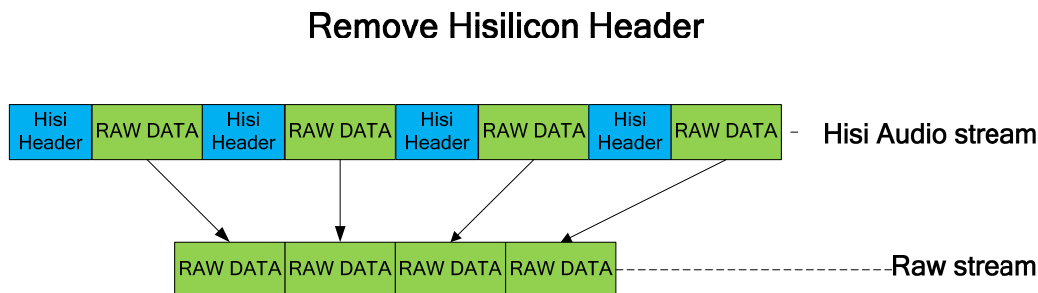 Remove Hisilicon Header
Hisi Header RAW DATA Hisi Header RAW DATA Hisi Header RAW DATA Hisi Header RAW DATA Hisi Audio stream
RAW DATA RAW DATA RAW DATA RAW DATA Raw stream